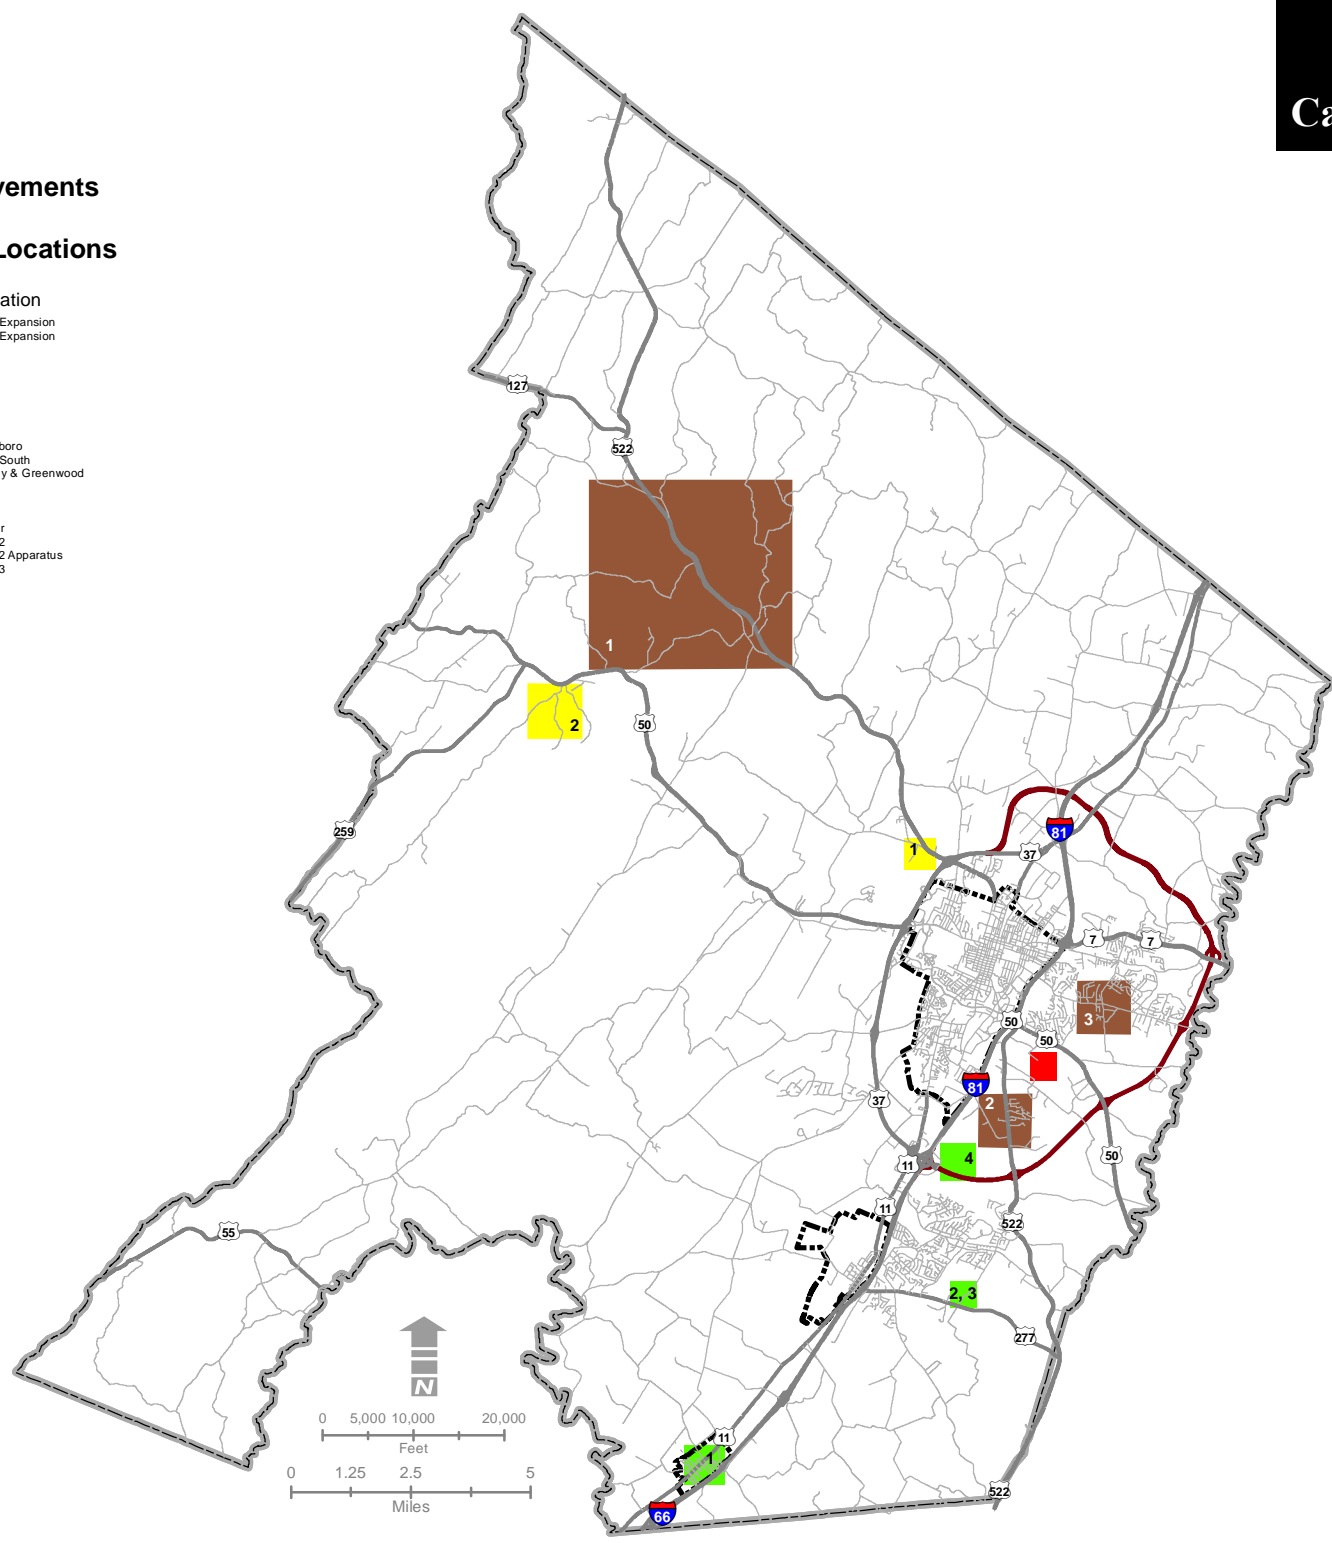 Ca
vements
Locations
ation
Expansion
Expansion
boro
South
y & Greenwood
r
2
2 Apparatus
3
127
522
1
2
50
259
1
81
37
7
7
3
50
50
81
2
37
4
11
50
11
522
55
2, 3
277
N
0 5,000 10,000 20,000
Feet
0 1.25 2.5 5
Miles
11
1
522
66